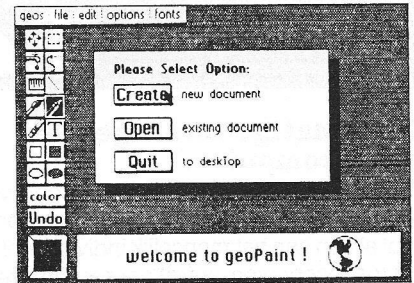 geos file edit options fonts
Please Select Option:
Create new document
Open existing document
Quit to deskTop
T
color
Undo
welcome to geoPaint !